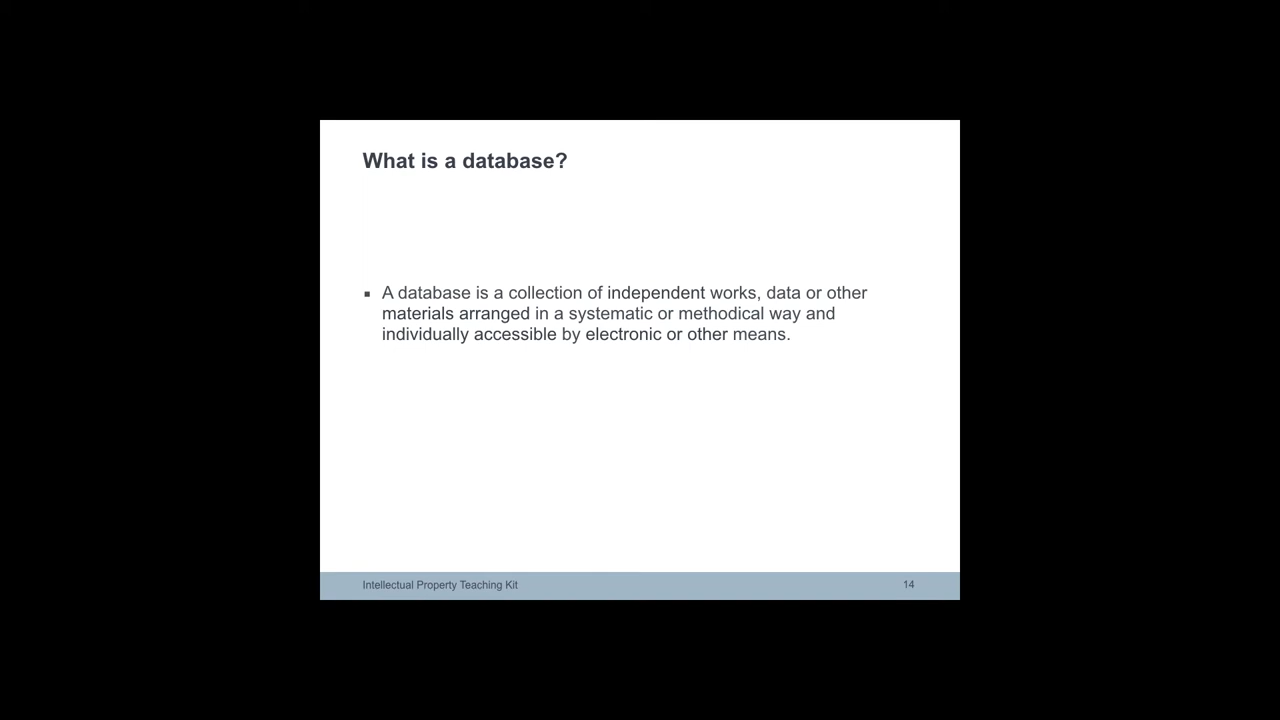 What is a database?
▪ A database is a collection of independent works, data or other
materials arranged in a systematic or methodical way and
individually accessible by electronic or other means.
Intellectual Property Teaching Kit
14